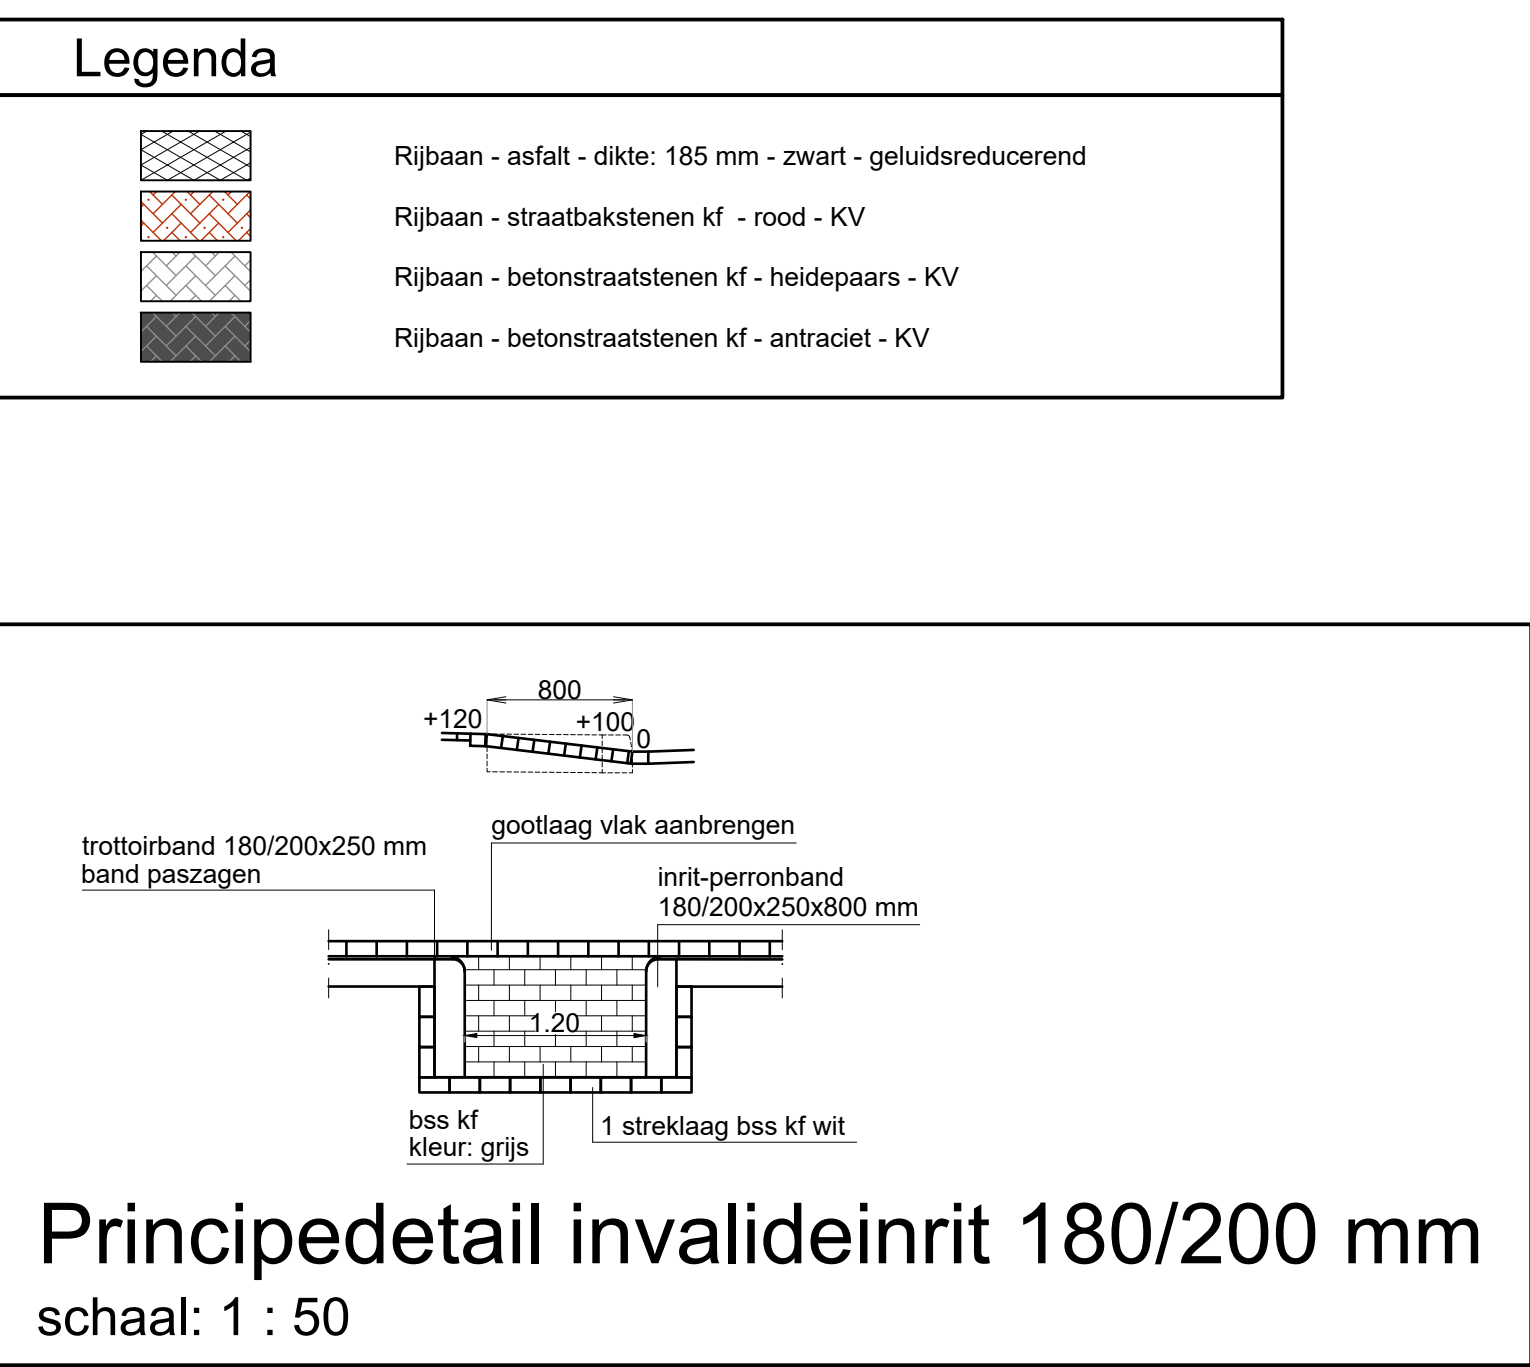 Legenda
Rijbaan - asfalt - dikte: 185 mm - zwart - geluidsreducerend
Rijbaan - straatbakstenen kf - rood - KV
Rijbaan - betonstraatstenen kf - heidepaars - KV
Rijbaan - betonstraatstenen kf - antraciet - KV
800
+120
+100
0
gootlaag vlak aanbrengen
trottoirband 180/200x250 mm
band paszagen
inrit-perronband
180/200x250x800 mm
1.20
bss kf
kleur: grijs
1 streklaag bss kf wit
Principedetail invalideinrit 180/200 mm
schaal: 1 : 50